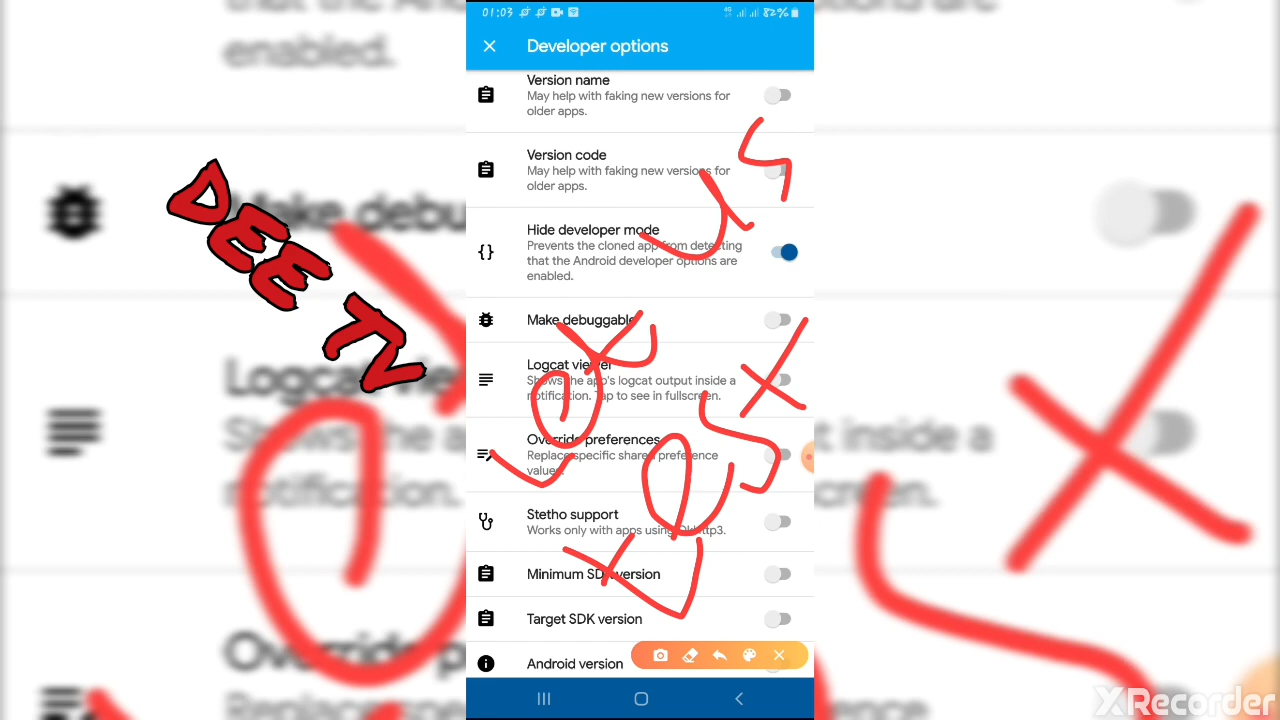 01:03
4G
82%
Developer options
Version name
May help with faking new versions for
older apps.
Version code
May help with faking new versions for
older apps.
Hide developer mode
Prevents the cloned app from detecting
that the Android developer options are
enabled.
Make debuggable
Logcat viewer
Shows the app's logcat output inside a
notification. Tap to see in fullscreen.
Override preferences
Replace specific shared preference
values.
Stetho support
Works only with apps using OkHttp3.
Minimum SDK version
Target SDK version
Android version
DEE TV
XRecorder